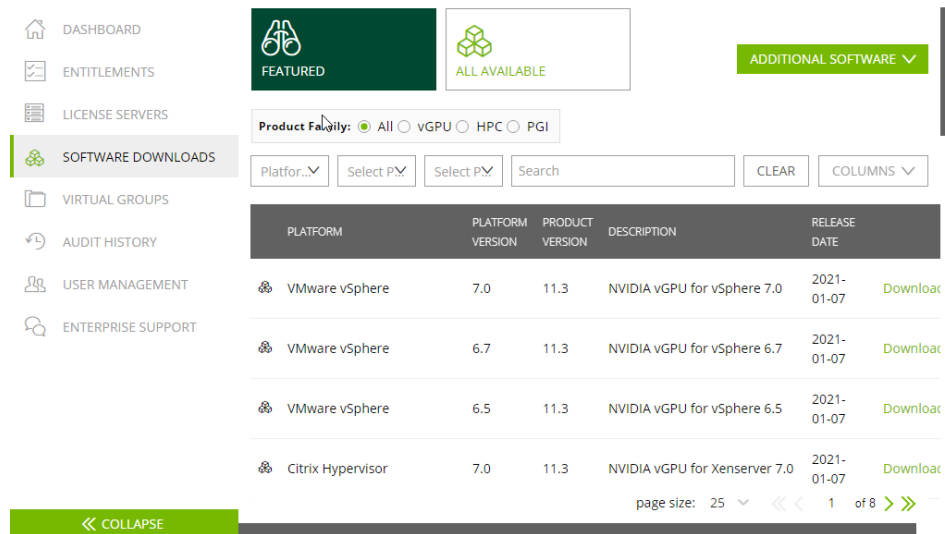 DASHBOARD
ENTITLEMENTS
LICENSE SERVERS
SOFTWARE DOWNLOADS
VIRTUAL GROUPS
AUDIT HISTORY
USER MANAGEMENT
ENTERPRISE SUPPORT
COLLAPSE
FEATURED
ALL AVAILABLE
ADDITIONAL SOFTWARE
Product Family: All vGPU HPC PGI
Platfor... Select P... Select P... Search CLEAR COLUMNS
PLATFORM PLATFORM VERSION PRODUCT VERSION DESCRIPTION RELEASE DATE
VMware vSphere 7.0 11.3 NVIDIA vGPU for vSphere 7.0 2021-01-07 Download
VMware vSphere 6.7 11.3 NVIDIA vGPU for vSphere 6.7 2021-01-07 Download
VMware vSphere 6.5 11.3 NVIDIA vGPU for vSphere 6.5 2021-01-07 Download
Citrix Hypervisor 7.0 11.3 NVIDIA vGPU for Xenserver 7.0 2021-01-07 Download
page size: 25 1 of 8